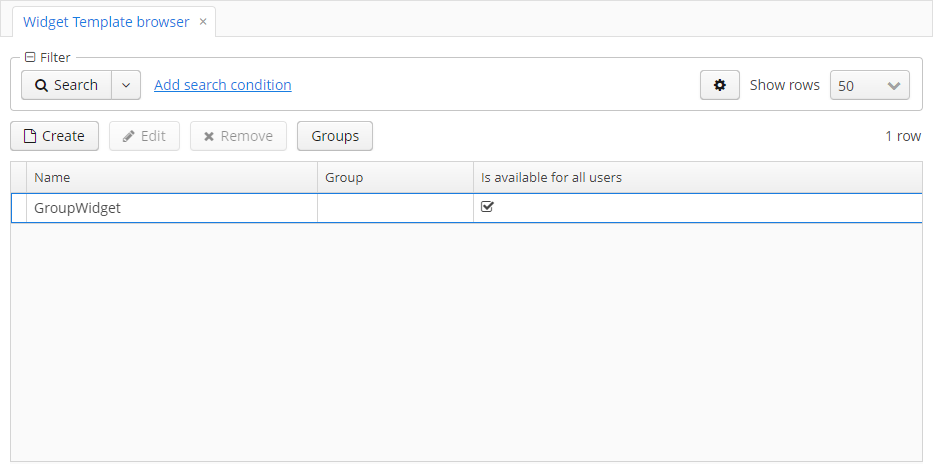 Widget Template browser ×
Filter
Search Add search condition Show rows 50
Create Edit Remove Groups 1 row
Name Group Is available for all users
GroupWidget